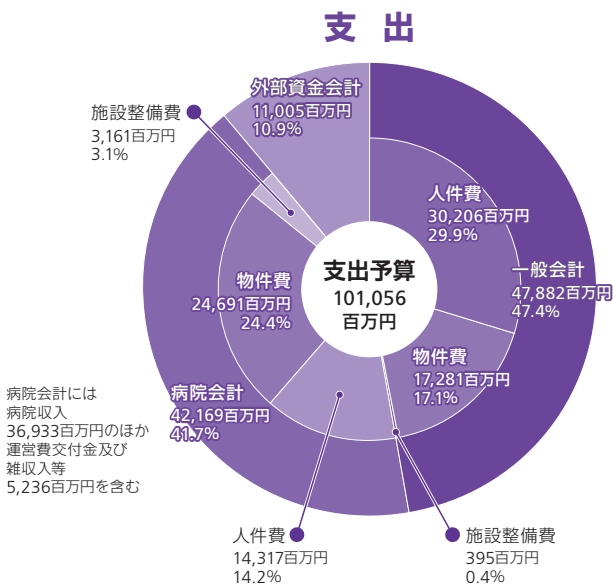 支出
外部資金会計
11,005百万円
10.9%
施設整備費
3,161百万円
3.1%
人件費
30,206百万円
29.9%
一般会計
47,882百万円
47.4%
支出予算
101,056
百万円
物件費
24,691百万円
24.4%
物件費
17,281百万円
17.1%
病院会計
42,169百万円
41.7%
病院会計には
病院収入
36,933百万円のほか
運営費交付金及び
雑収入等
5,236百万円を含む
人件費
14,317百万円
14.2%
施設整備費
395百万円
0.4%